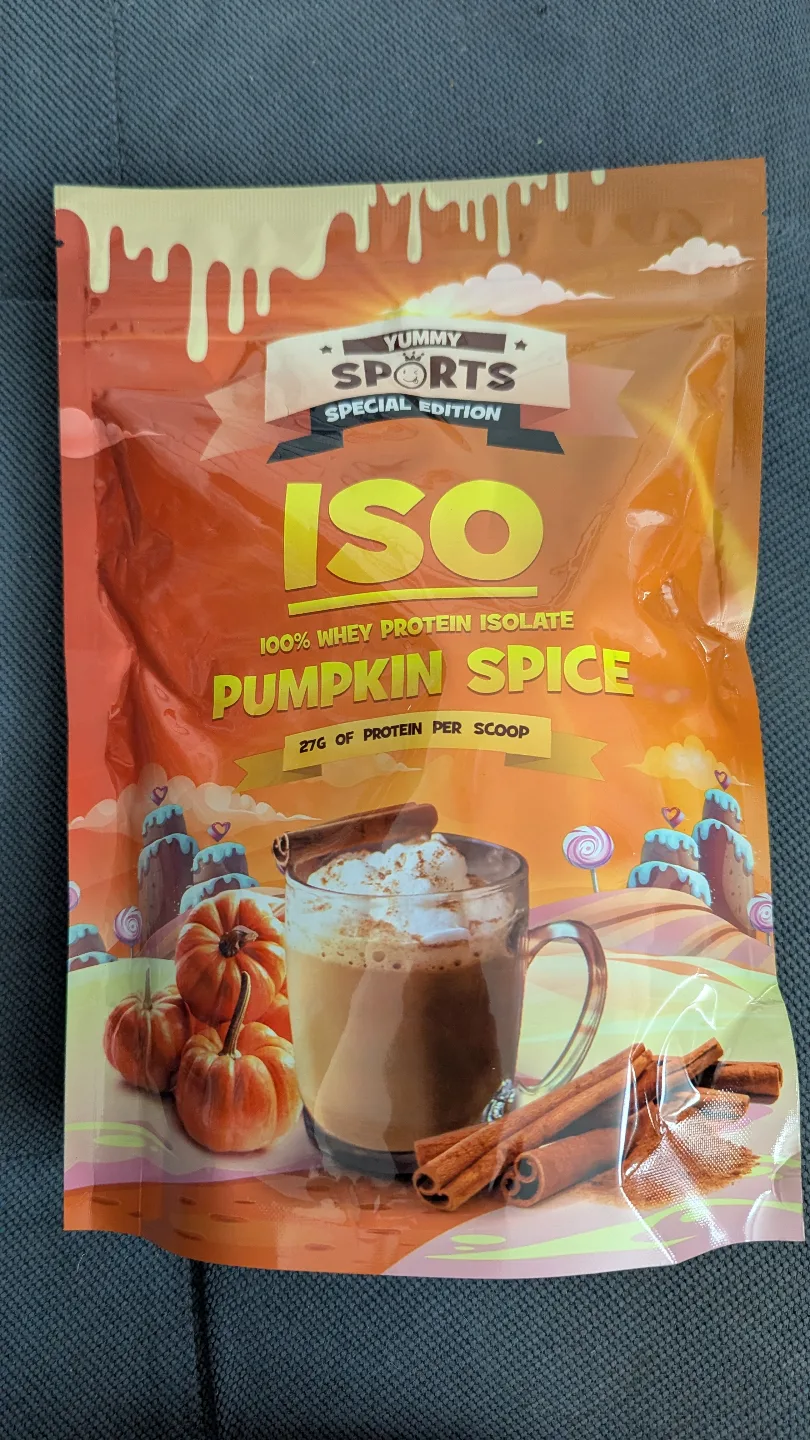 YUMMY
SPORTS
SPECIAL EDITION
ISO
100% WHEY PROTEIN ISOLATE
PUMPKIN SPICE
27G OF PROTEIN PER SCOOP